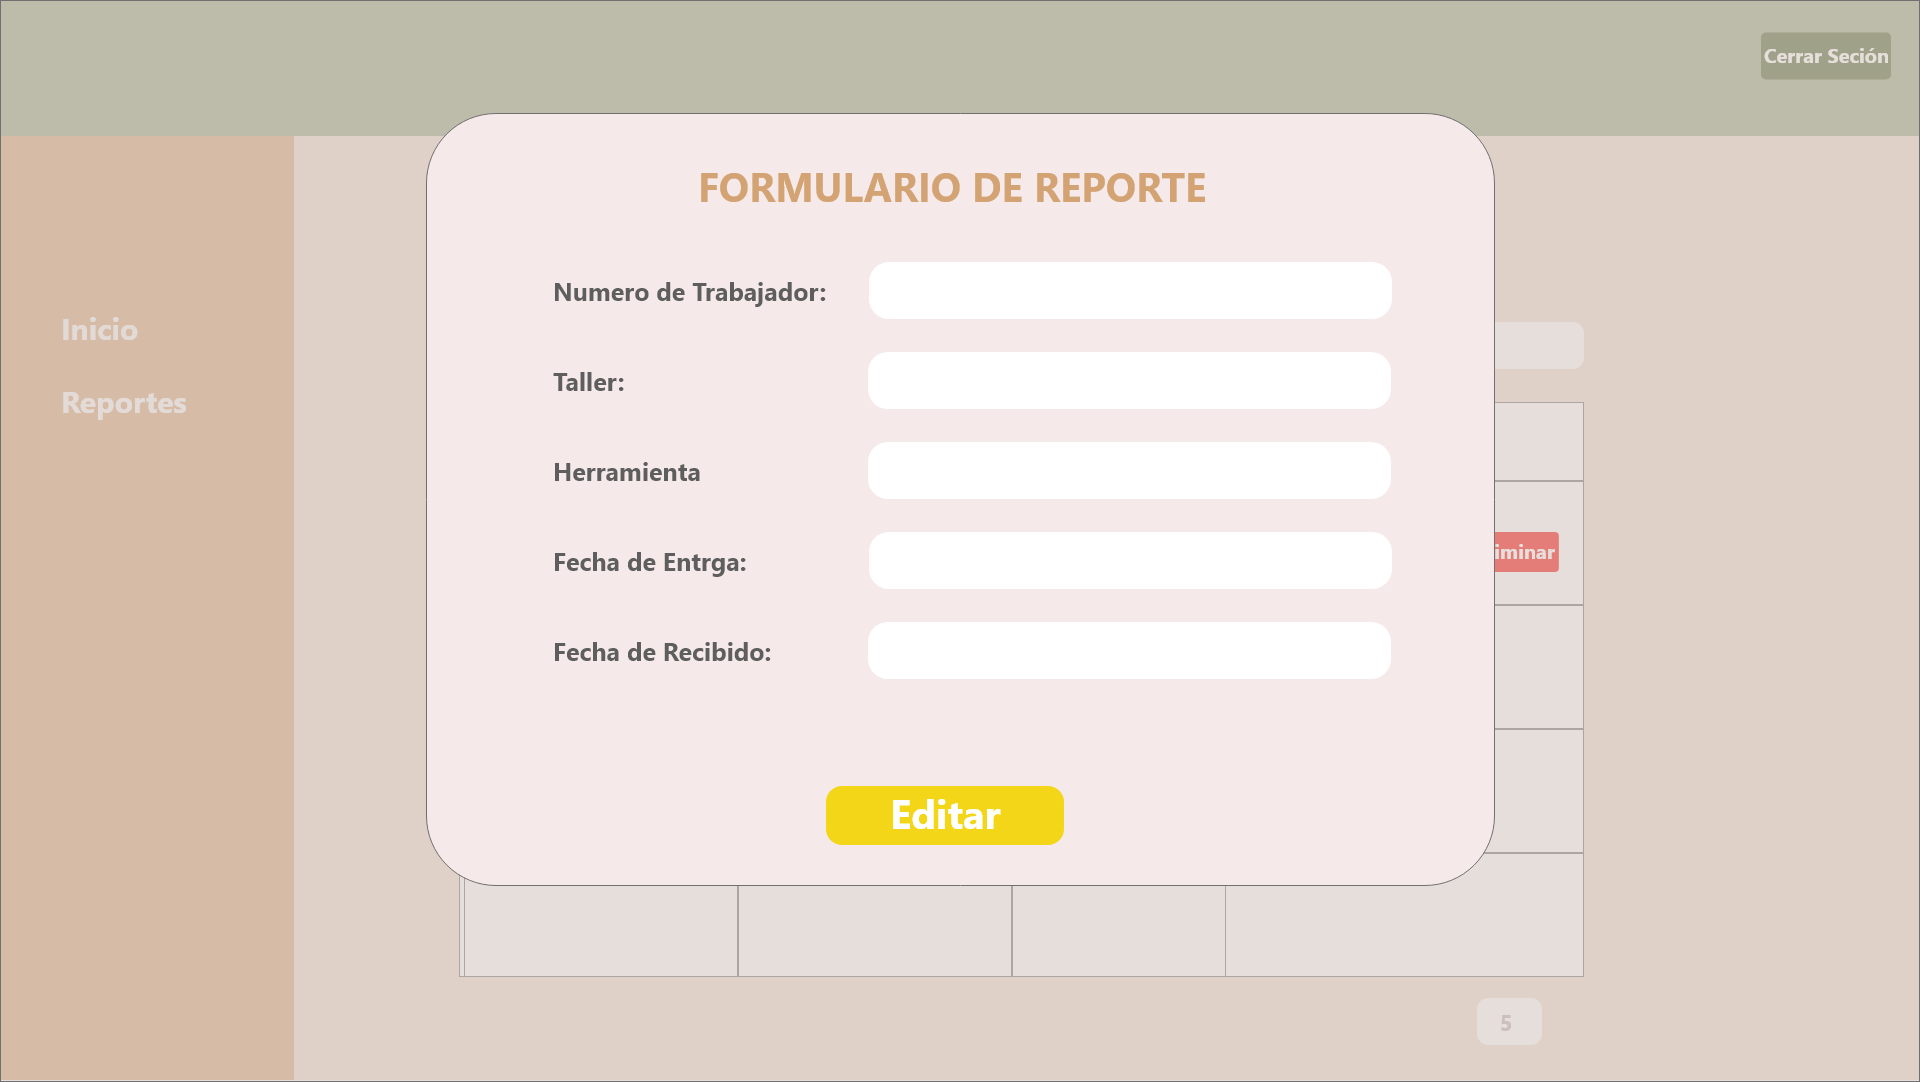 Cerrar Seción
FORMULARIO DE REPORTE
Numero de Trabajador:
Inicio
Taller:
Reportes
Herramienta
iminar
Fecha de Entrga:
Fecha de Recibido:
Editar
5